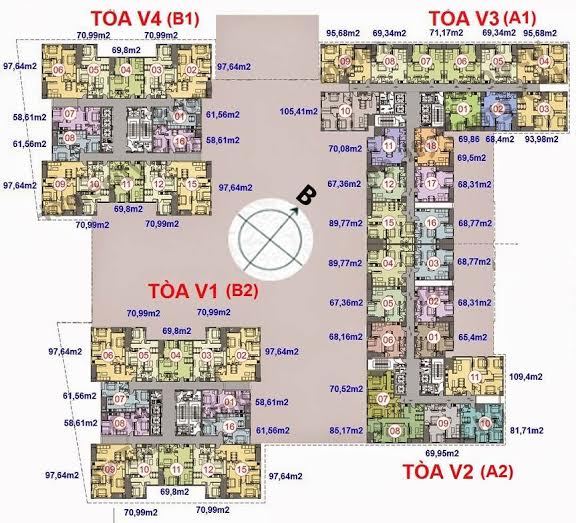 TÒA V4 (B1)
TÒA V3 (A1)
70,99m2 70,99m2
69,8m2
95,68m2 69,34m2 71,17m2 69,34m2 95,68m2
97,64m2 06 05 04 03 02 97,64m2
09 08 07 06 05 04
58,61m2 07 01 61,56m2
61,56m2 08 16 58,61m2
105,41m2 10 01 02 03
69,86 68,4m2 93,98m2
70,08m2 11 18 69,5m2
97,64m2 09 10 11 12 15 97,64m2
69,8m2
70,99m2 70,99m2
67,36m2 12 17 68,31m2
B
89,77m2 15 16 68,77m2
89,77m2 04 03 68,77m2
TÒA V1 (B2)
67,36m2 05 02 68,31m2
70,99m2 70,99m2
69,8m2
68,16m2 06 01 65,4m2
97,64m2 06 05 04 03 02 97,64m2
11 109,4m2
70,52m2 07
61,56m2 07 01 58,61m2
58,61m2 08 16 61,56m2
85,17m2 08 09 10 81,71m2
69,95m2
97,64m2 09 10 11 12 15 97,64m2
69,8m2
70,99m2 70,99m2
TÒA V2 (A2)